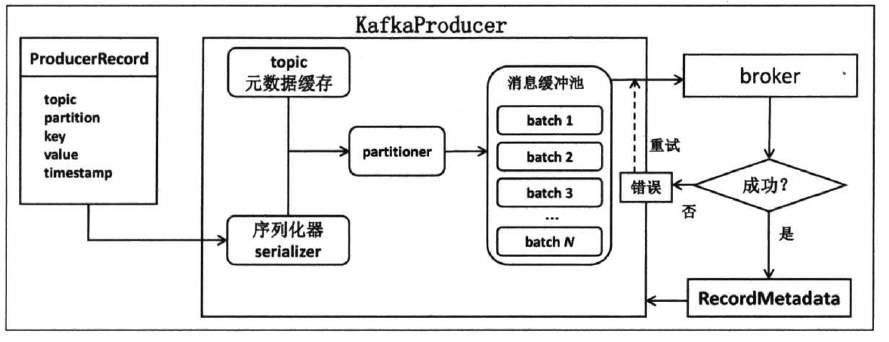 KafkaProducer
ProducerRecord
topic
partition
key
value
timestamp
topic
元数据缓存
序列化器
serializer
partitioner
消息缓冲池
batch 1
batch 2
batch 3
...
batch N
broker
重试
错误
成功?
否
是
RecordMetadata